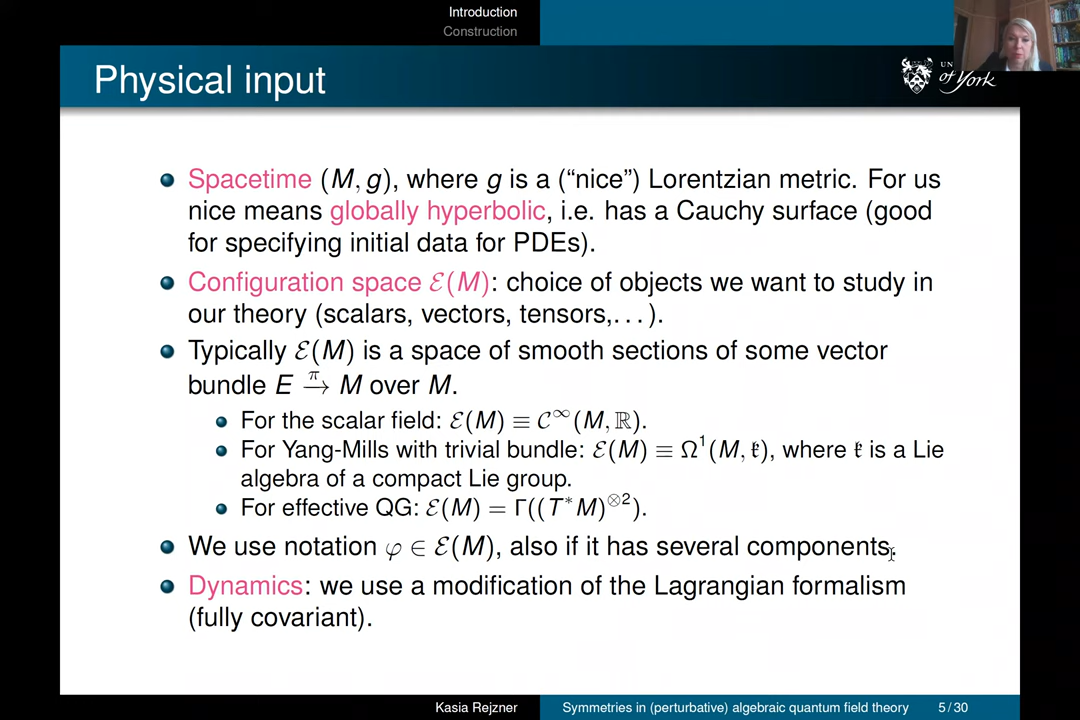 Introduction
Construction
Physical input
UN
of York
Spacetime (M, g), where g is a (“nice”) Lorentzian metric. For us
nice means globally hyperbolic, i.e. has a Cauchy surface (good
for specifying initial data for PDEs).
Configuration space ℰ(M): choice of objects we want to study in
our theory (scalars, vectors, tensors,...).
Typically ℰ(M) is a space of smooth sections of some vector
bundle E →^π M over M.
For the scalar field: ℰ(M) ≡ 𝒞^∞(M, ℝ).
For Yang-Mills with trivial bundle: ℰ(M) ≡ Ω¹(M, 𝔨), where 𝔨 is a Lie
algebra of a compact Lie group.
For effective QG: ℰ(M) = Γ((T*M)^⊗2).
We use notation φ ∈ ℰ(M), also if it has several components.
Dynamics: we use a modification of the Lagrangian formalism
(fully covariant).
Kasia Rejzner Symmetries in (perturbative) algebraic quantum field theory 5 / 30